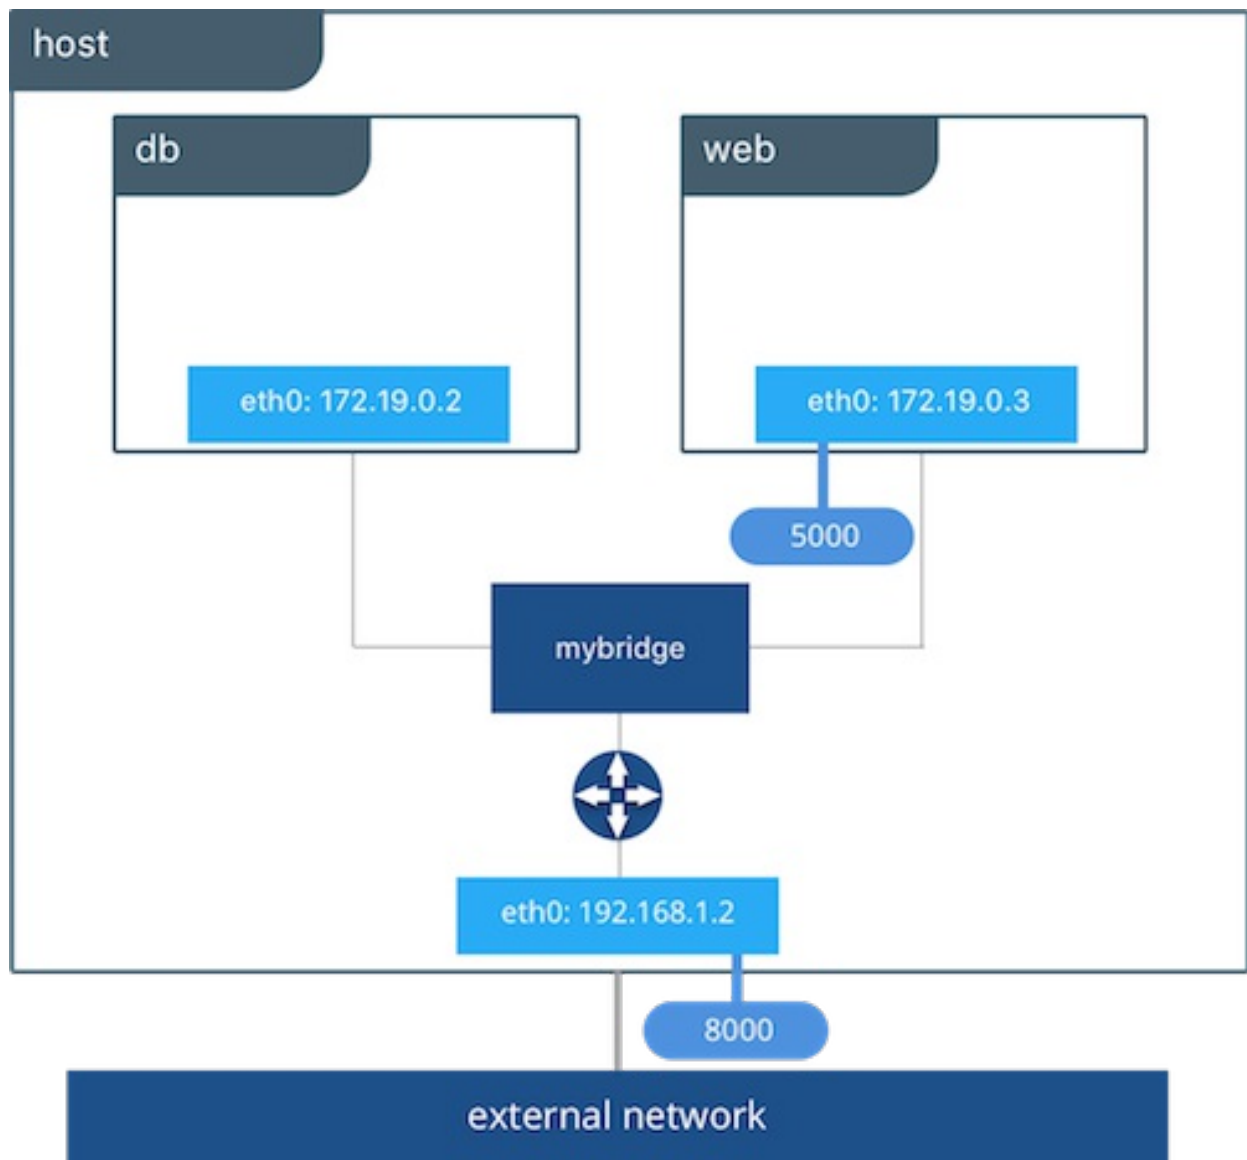 host
db
web
eth0: 172.19.0.2
eth0: 172.19.0.3
5000
mybridge
eth0: 192.168.1.2
8000
external network